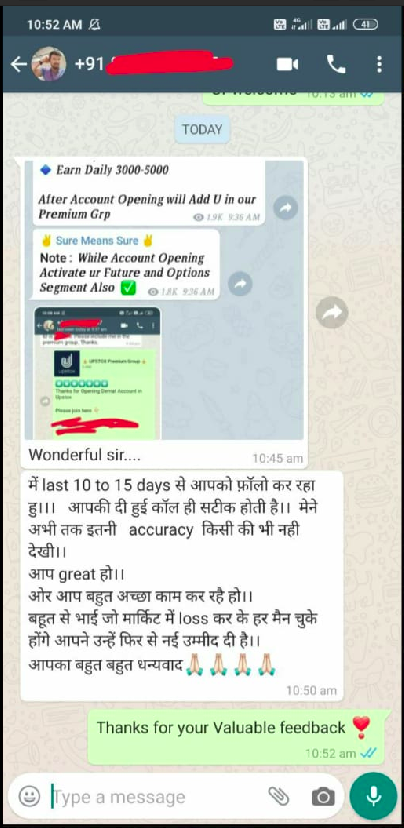 10:52 AM
41
+91
10:13 am
TODAY
Earn Daily 3000-5000
After Account Opening will Add U in our
Premium Grp
1.9K 9:36 AM
Sure Means Sure
Note : While Account Opening
Activate ur Future and Options
Segment Also
1.8K 9:36 AM
premium group. Thanks.
UPSTOX Premium Group
Thanks for Opening Demat Account in
Upstox
Please join here
Wonderful sir....
10:45 am
में last 10 to 15 days से आपको फ़ॉलो कर रहा
हु।।। आपकी दी हुई कॉल ही सटीक होती है।। मेने
अभी तक इतनी accuracy किसी की भी नही
देखी।।
आप great हो।।
ओर आप बहुत अच्छा काम कर रहै हो।।
बहुत से भाई जो मार्किट में loss कर के हर मैन चुके
होंगे आपने उन्हें फिर से नई उम्मीद दी है।।
आपका बहुत बहुत धन्यवाद
10:50 am
Thanks for your Valuable feedback
10:52 am
Type a message